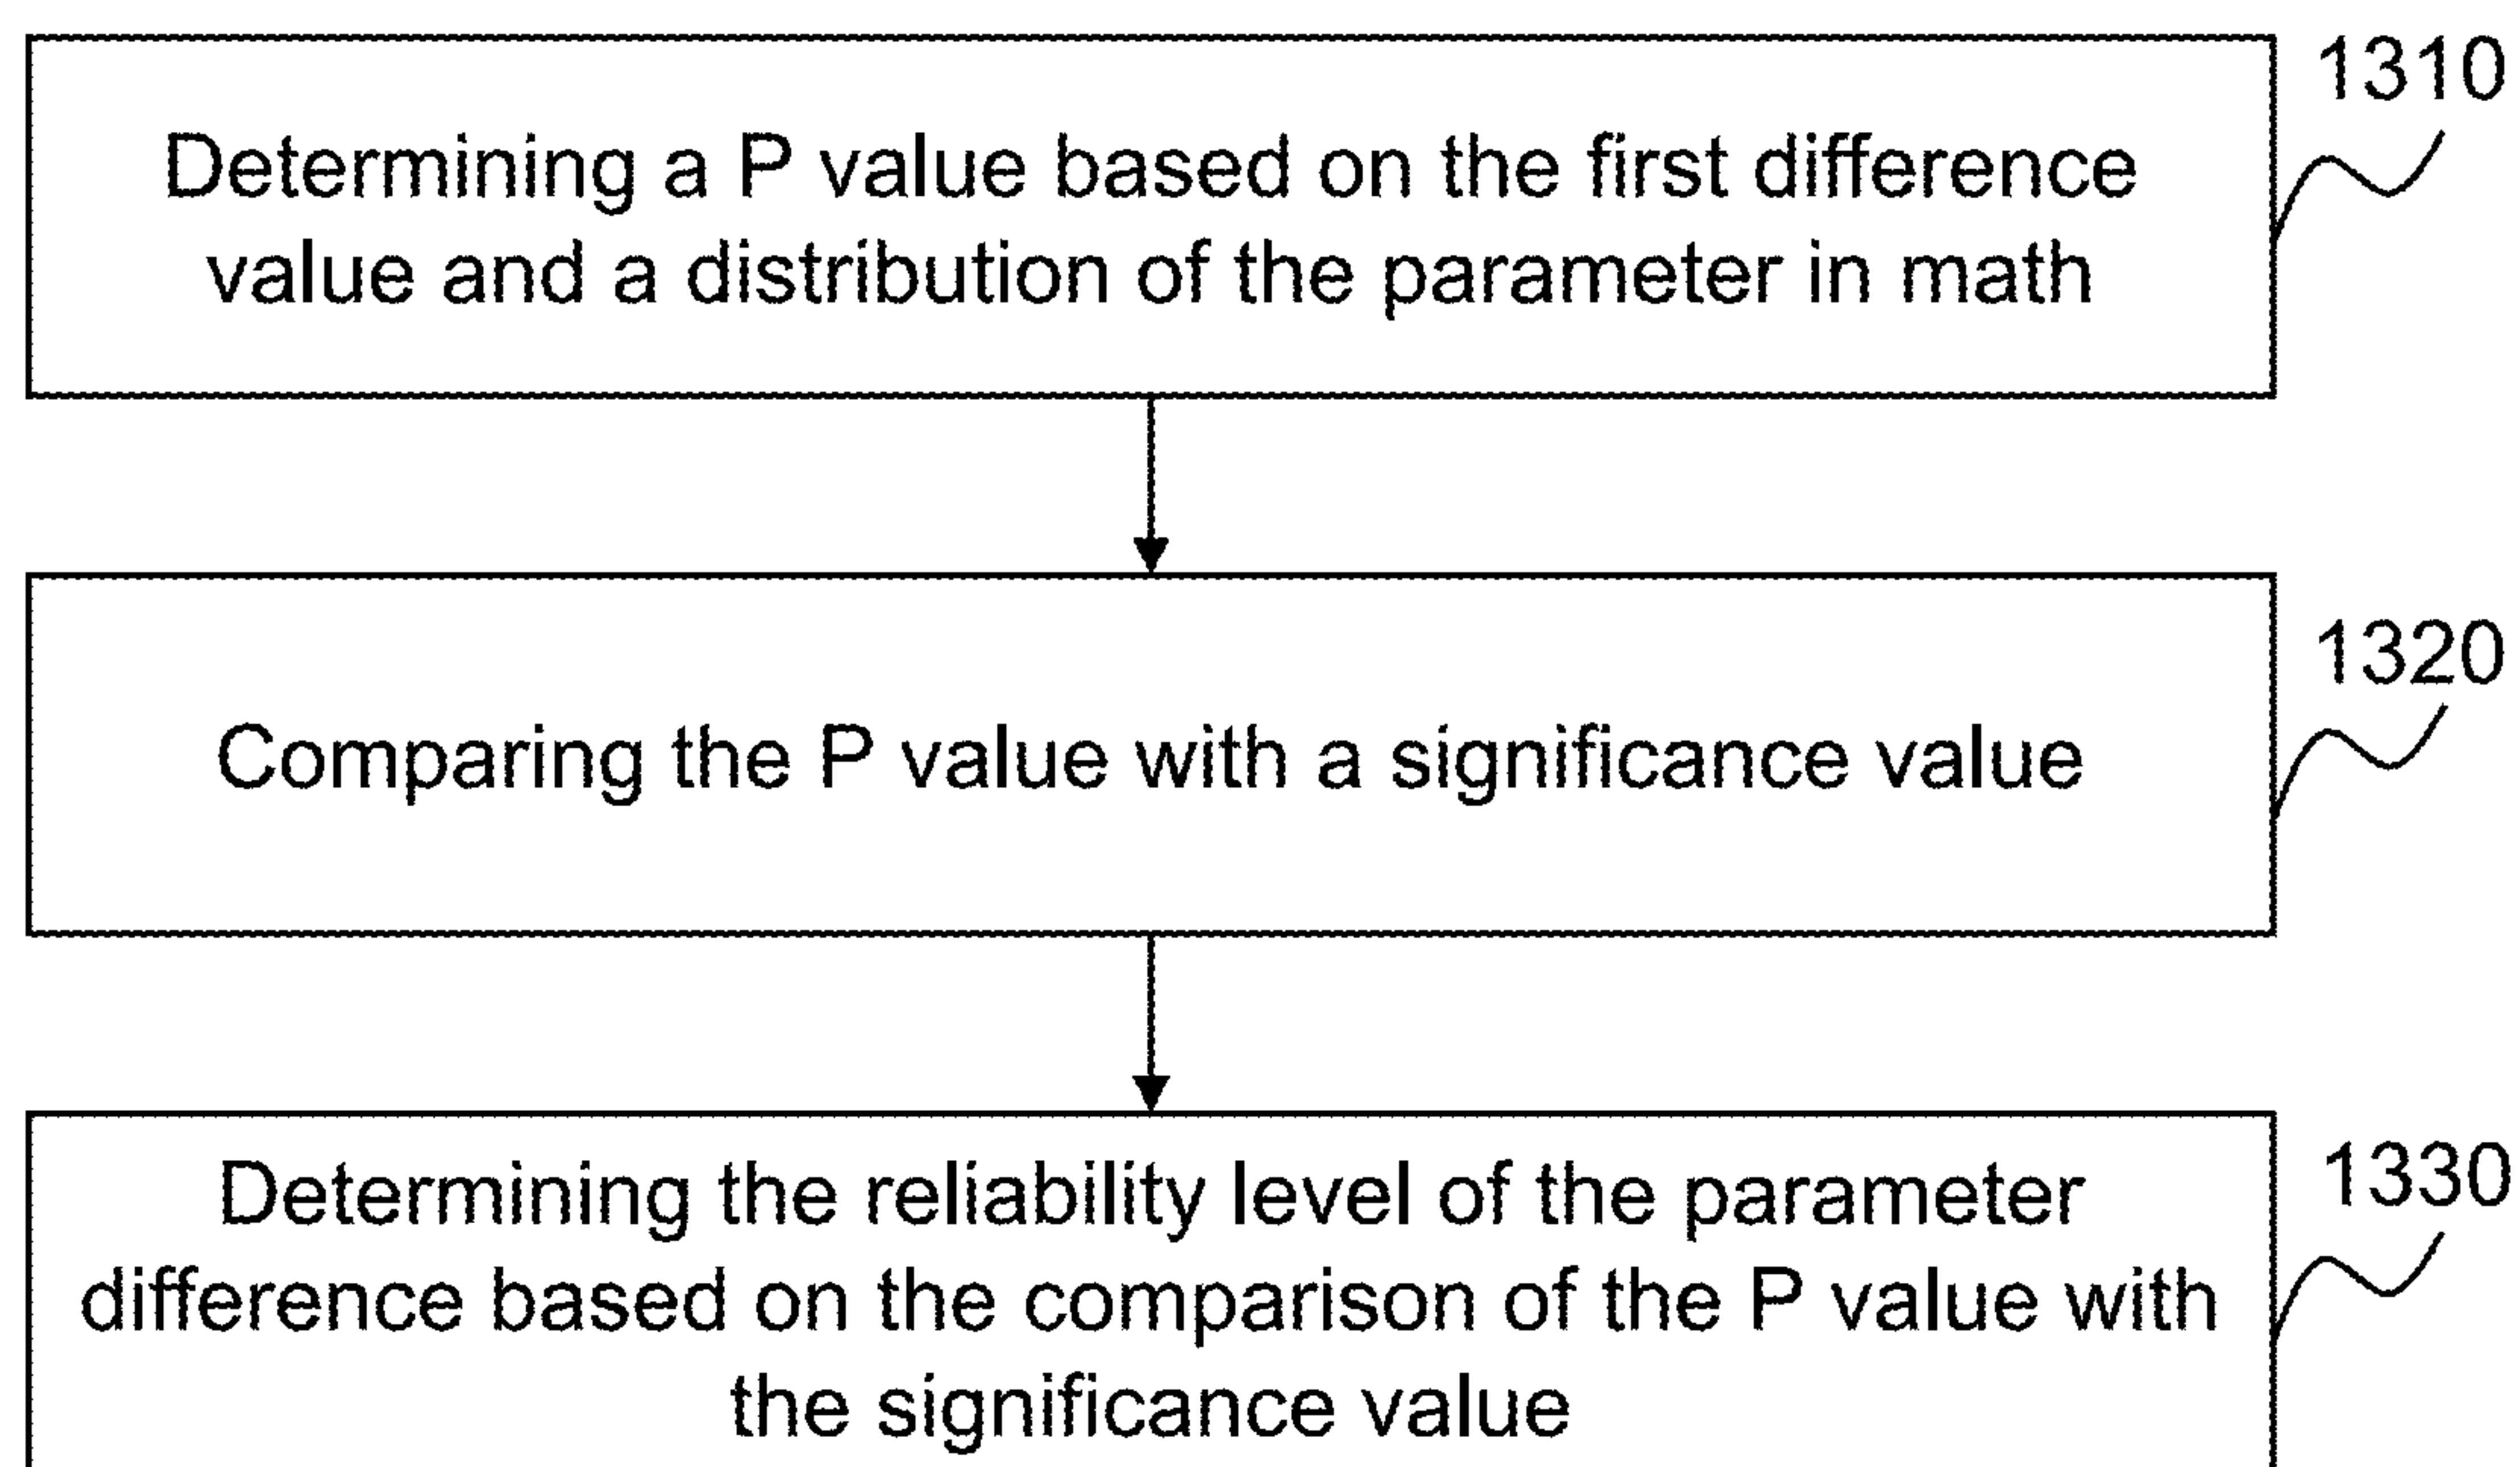 1310
Determining a P value based on the first difference
value and a distribution of the parameter in math
1320
Comparing the P value with a significance value
1330
Determining the reliability level of the parameter
difference based on the comparison of the P value with
the significance value